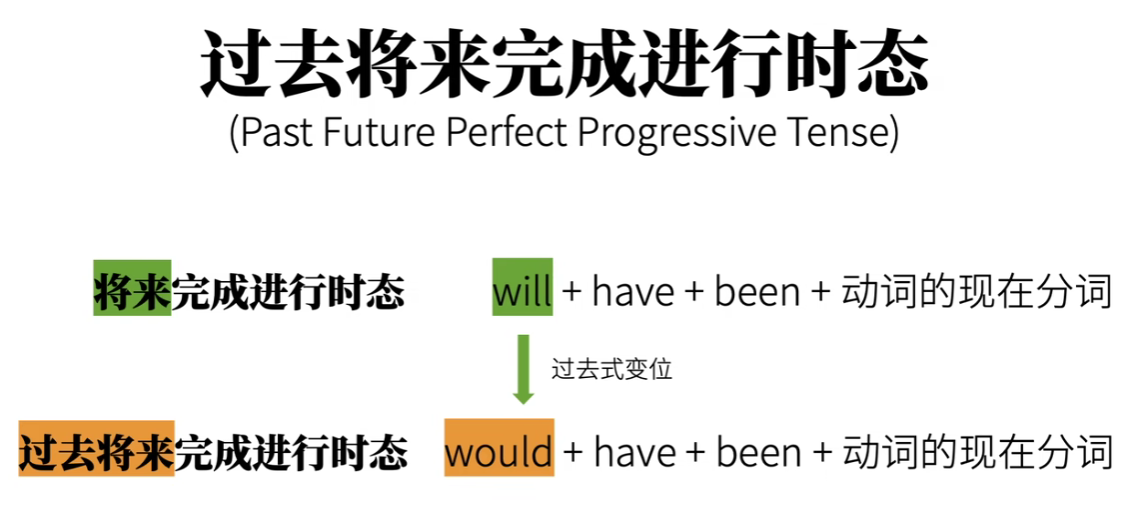 过去将来完成进行时态
(Past Future Perfect Progressive Tense)
将来完成进行时态 will + have + been + 动词的现在分词
过去式变位
过去将来完成进行时态 would + have + been + 动词的现在分词